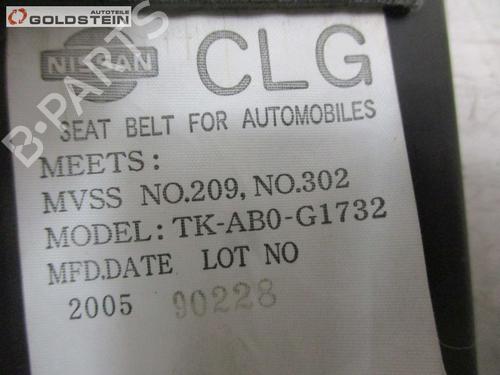 Autoteile
GOLDSTEIN
NISSAN CLG
SEAT BELT FOR AUTOMOBILES
MEETS:
MVSS NO.209, NO.302
MODEL: TK-AB0-G1732
MFD.DATE LOT NO
2005 90228
B-PARTS